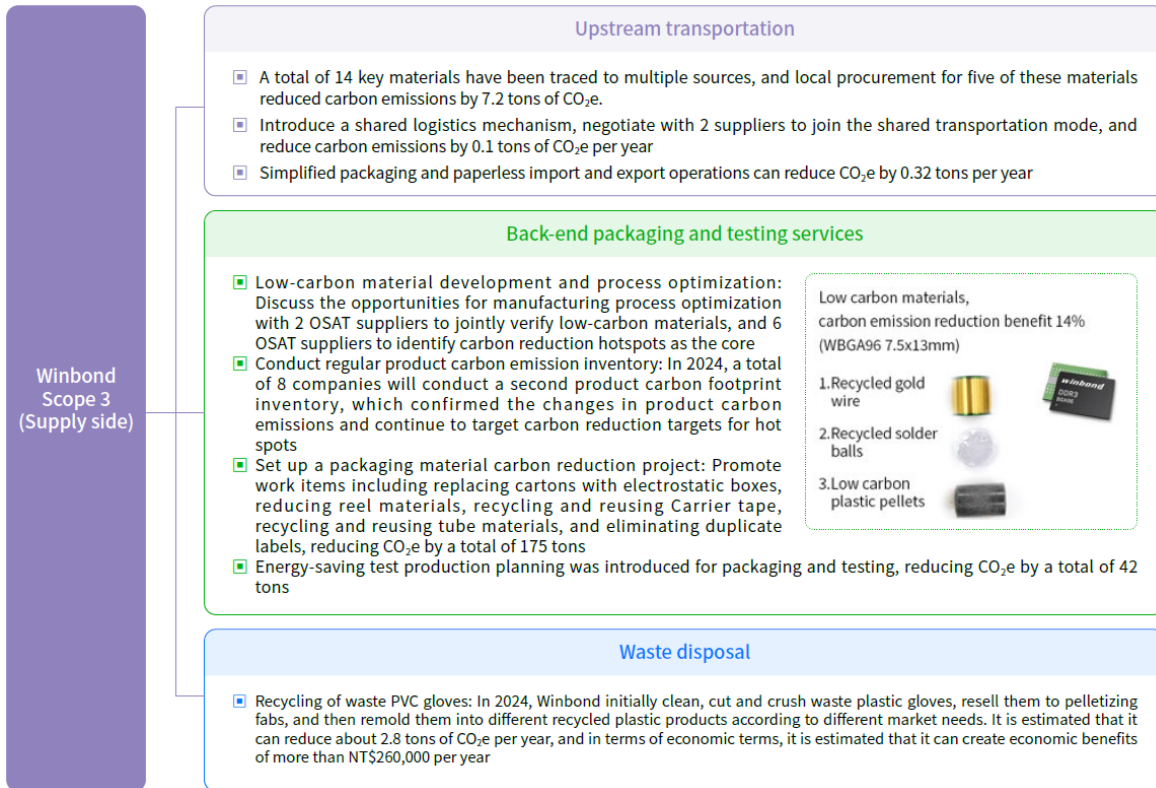 Winbond
Scope 3
(Supply side)
Upstream transportation
A total of 14 key materials have been traced to multiple sources, and local procurement for five of these materials
reduced carbon emissions by 7.2 tons of CO₂e.
Introduce a shared logistics mechanism, negotiate with 2 suppliers to join the shared transportation mode, and
reduce carbon emissions by 0.1 tons of CO₂e per year
Simplified packaging and paperless import and export operations can reduce CO₂e by 0.32 tons per year
Back-end packaging and testing services
Low-carbon material development and process optimization:
Discuss the opportunities for manufacturing process optimization
with 2 OSAT suppliers to jointly verify low-carbon materials, and 6
OSAT suppliers to identify carbon reduction hotspots as the core
Conduct regular product carbon emission inventory: In 2024, a total
of 8 companies will conduct a second product carbon footprint
inventory, which confirmed the changes in product carbon
emissions and continue to target carbon reduction targets for hot
spots
Set up a packaging material carbon reduction project: Promote
work items including replacing cartons with electrostatic boxes,
reducing reel materials, recycling and reusing Carrier tape,
recycling and reusing tube materials, and eliminating duplicate
labels, reducing CO₂e by a total of 175 tons
Energy-saving test production planning was introduced for packaging and testing, reducing CO₂e by a total of 42
tons
Low carbon materials,
carbon emission reduction benefit 14%
(WBGA96 7.5x13mm)
1.Recycled gold
wire
2.Recycled solder
balls
3.Low carbon
plastic pellets
winbond
DDR3
Waste disposal
Recycling of waste PVC gloves: In 2024, Winbond initially clean, cut and crush waste plastic gloves, resell them to pelletizing
fabs, and then remold them into different recycled plastic products according to different market needs. It is estimated that it
can reduce about 2.8 tons of CO₂e per year, and in terms of economic terms, it is estimated that it can create economic benefits
of more than NT$260,000 per year